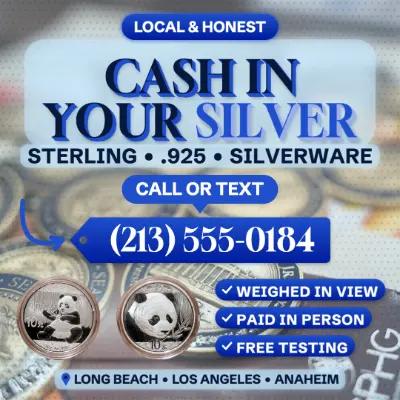 LOCAL & HONEST
CASH IN
YOUR SILVER
STERLING • .925 • SILVERWARE
CALL OR TEXT
(213) 555-0184
✓ WEIGHED IN VIEW
✓ PAID IN PERSON
✓ FREE TESTING
LONG BEACH • LOS ANGELES • ANAHEIM